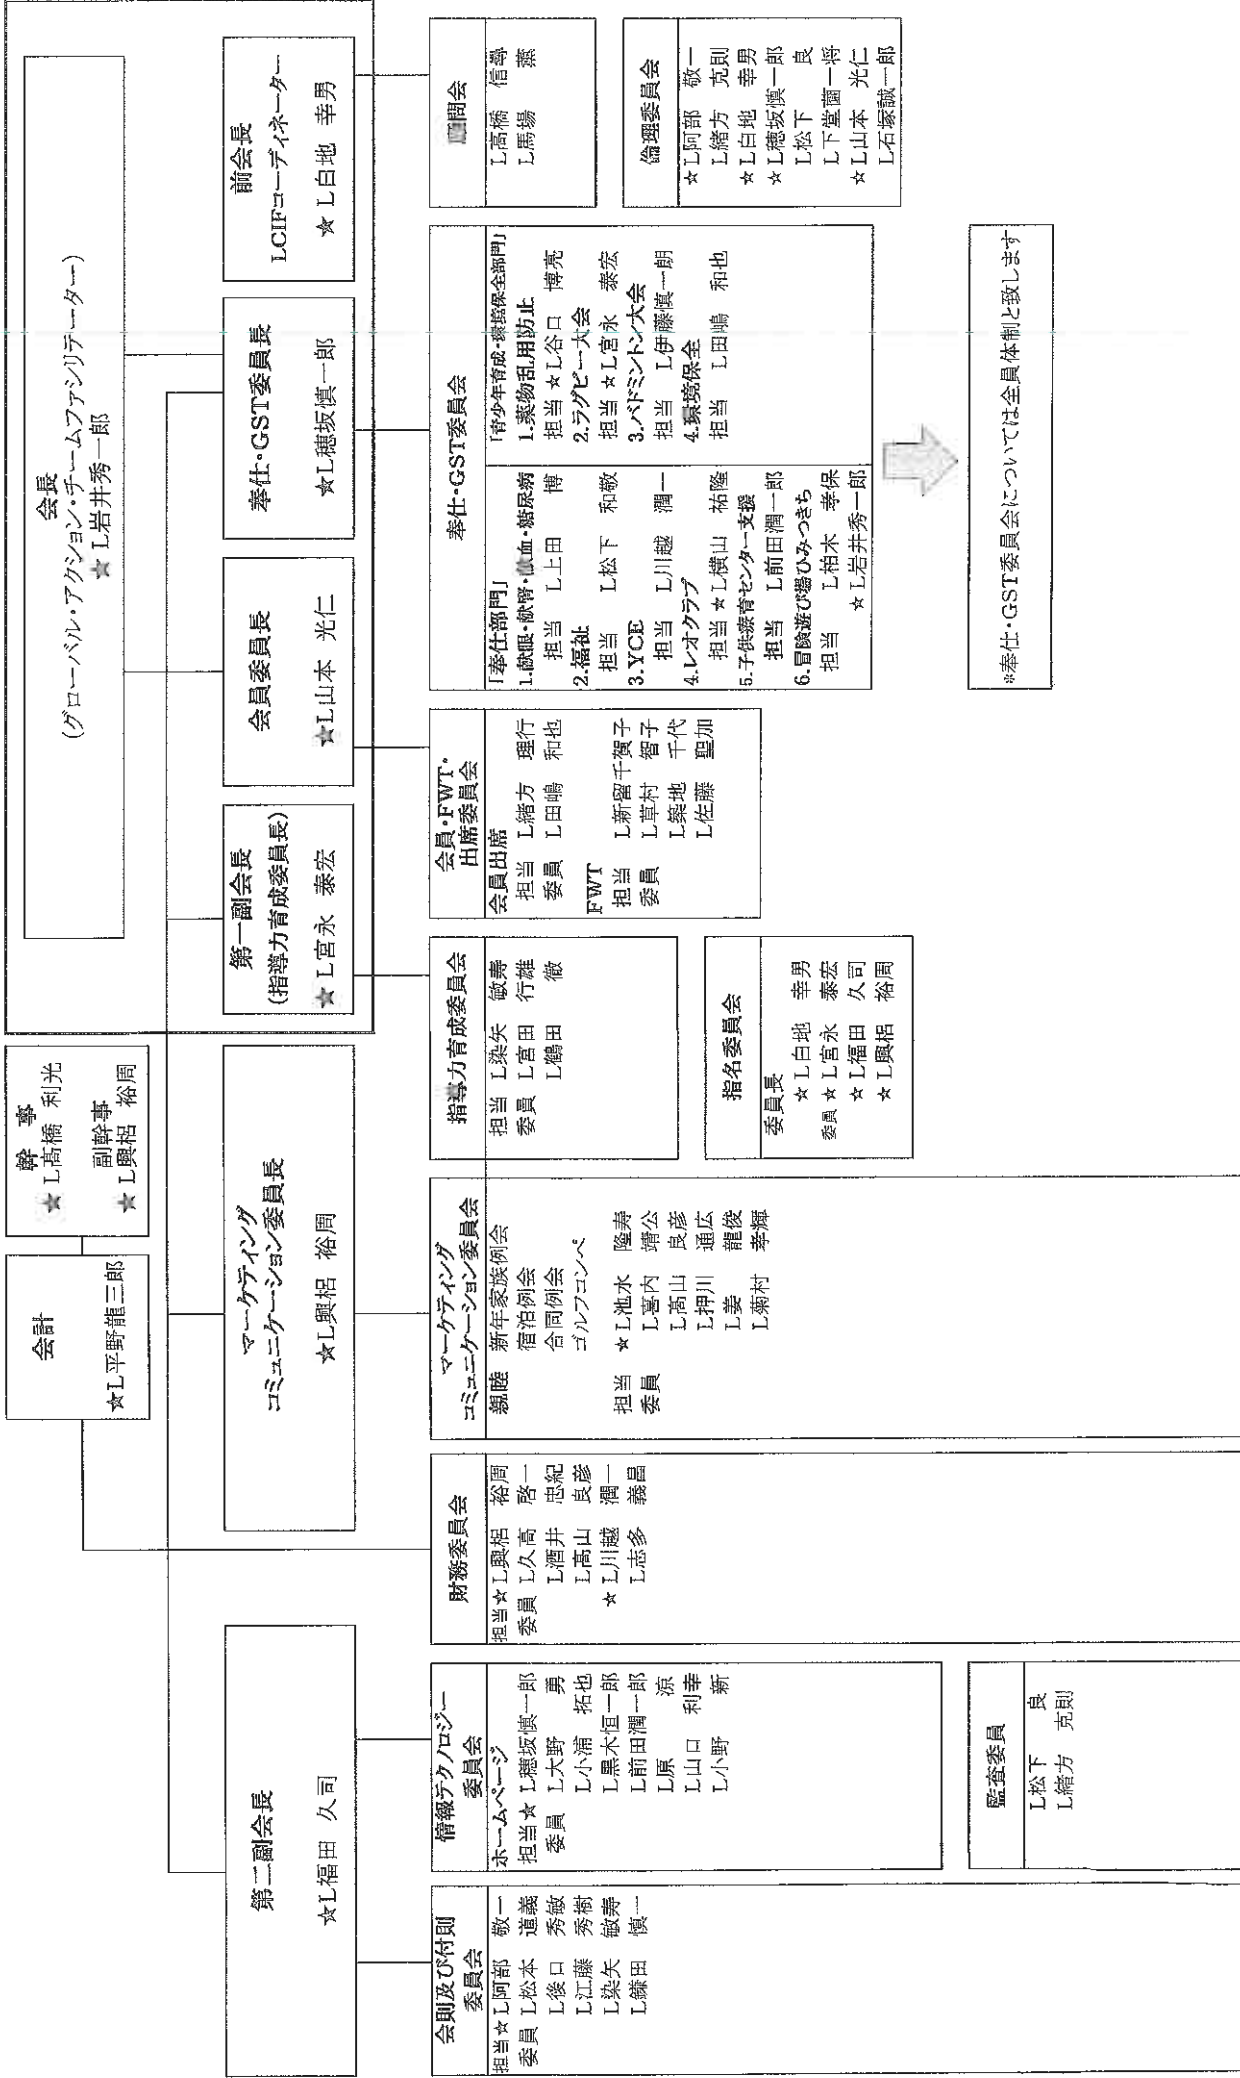 会長
(グローバル・アクション・チームファシリテーター)
★ L岩井秀一郎
幹　事
★ L髙橋 利光
副幹事
★ L興梠 裕周
会計
★L平野龍三郎
第二副会長
★L福田 久司
マーケティング
コミュニケーション委員長
★L興梠 裕周
第一副会長
(指導力育成委員長)
★ L宮永 泰宏
会員委員長
★L山本 光仁
奉仕・GST委員長
★L穂坂慎一郎
前会長
LCIFコーディネーター
★ L白地 幸男
会則及び付則
委員会
担当☆L阿部 敬一
委員 L松本 道義
L後口 秀敏
L江藤 秀樹
L染矢 敏寿
L鎌田 慎一
情報テクノロジー
委員会
ホームページ
担当☆ L穂坂慎一郎
委員 L大野 勇
L小浦 拓也
L黒木恒一郎
L前田潤一郎
L原 涼
L山口 利幸
L小野 新
監査委員
L松下 良
L緒方 克則
財務委員会
担当☆L興梠 裕周
委員 L久高 啓一
L酒井 忠紀
L髙山 良彦
☆ L川越 潤一
L志多 義昌
マーケティング
コミュニケーション委員会
親睦 新年家族例会
宿泊例会
合同例会
ゴルフコンペ
担当 ☆L池水 隆寿
委員 L喜内 靖公
L髙山 良彦
L押川 通広
L姜 龍俊
L菊村 孝輝
指導力育成委員会
担当 L染矢 敏寿
委員 L宮田 行雄
L鶴田 徹
指名委員会
委員長
☆ L白地 幸男
委員 ☆ L宮永 泰宏
☆ L福田 久司
☆ L興梠 裕周
会員・FWT・
出席委員会
会員出席
担当 L緒方 理行
委員 L田嶋 和也
FWT
担当 L新留千賀子
委員 L草村 智子
L築地 千代
L佐藤 聖加
奉仕・GST委員会
「奉仕部門」
1.献眼・献腎・献血・糖尿病
担当 L上田 博
2.福祉
担当 L松下 和敬
3.YCE
担当 L川越 潤一
4.レオクラブ
担当 ☆L横山 祐隆
5.子供療育センター支援
担当 L前田潤一郎
6.冒険遊び場ひみつきち
担当 L柏木 孝保
☆ L岩井秀一郎
「青少年育成・環境保全部門」
1.薬物乱用防止
担当 ☆L谷口 博亮
2.ラグビー大会
担当 ☆L宮永 泰宏
3.バドミントン大会
担当 L伊藤慎一朗
4.環境保全
担当 L田嶋 和也
※奉仕・GST委員会については全員体制と致します
顧問会
L髙橋 信尋
L馬場 薫
倫理委員会
☆ L阿部 敬一
L緒方 克則
☆ L白地 幸男
☆ L穂坂慎一郎
L松下 良
L下堂薗一将
☆ L山本 光仁
L石塚誠一郎